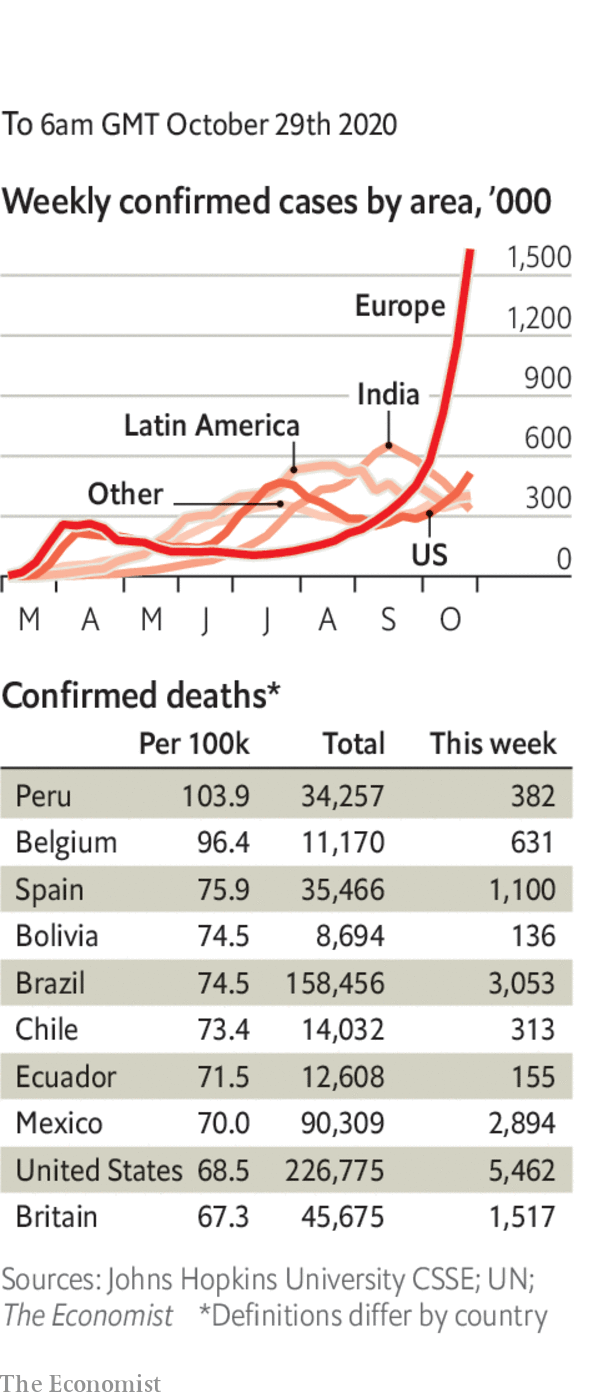 To 6am GMT October 29th 2020
Weekly confirmed cases by area, ’000
1,500
Europe
1,200
900
India
Latin America
600
Other
300
US
0
M A M J J A S O
Confirmed deaths*
Per 100k Total This week
Peru 103.9 34,257 382
Belgium 96.4 11,170 631
Spain 75.9 35,466 1,100
Bolivia 74.5 8,694 136
Brazil 74.5 158,456 3,053
Chile 73.4 14,032 313
Ecuador 71.5 12,608 155
Mexico 70.0 90,309 2,894
United States 68.5 226,775 5,462
Britain 67.3 45,675 1,517
Sources: Johns Hopkins University CSSE; UN;
The Economist *Definitions differ by country
The Economist